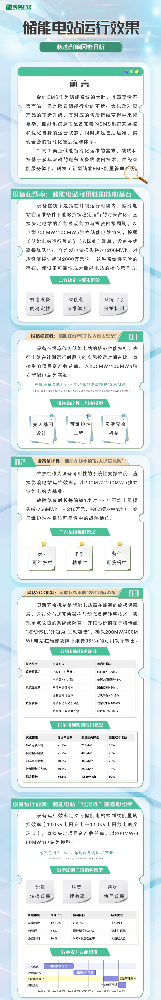 轨物科技
WWW.THINGCOM.COM
储能电站运行效果
核心影响因素分析
前言
储能EMS作为储能系统的大脑，其重要性不
言而喻，但是随着储能行业的不断扩大以及对应
产品的不断升级，其对应的售后运维变得越来越
复杂，储能系统急需配备完善的EMS系统来监控
和优化自身的运营状态，同时满足售后运维，实
现全套的智能化售后运维体系。
针对工商业储能智能化运维的需求，轨物科
技基于多年深耕的电气设备物联网技术，围绕智
能服务体系，研发了新型储能EMS能量管理系统。
设备在线率：储能电站可用性的核心基石
设备在线率是指在计划运行时段内，储能电
站在运维条件下能够持续稳定运行的时长占比，直
接决定电站的产能兑现能力与投资回报周期。以
典型200MW/400MWh独立储能电站为例，按照
《储能电站运行规范》（A标准）测算，设备在线
率每降低1%，年均发电量损失将达1200MWh，对
应经济损失超过2000万元/年。这种系统性风险的
存在，使设备可靠性成为储能电站的核心竞争力。
三大决定性要素框架
机电设备
的稳定性
智能化
运维体系
系统冗余
保护机制
设备稳定性：储能在线率的"先天基因壁垒"
01
设备在线率作为储能电站的核心性能指标，表
征电站在计划运行时段内的实际投运时间占比，直
接影响项目资产收益率。以200MW/400MWh独
立储能电站为基准：
在线率每降低1% → 年均充放电量损失1200MWh
（相当于减少年收益约400万元@0.3元/kWh），凸显设备稳定性作为系统可用性基石的战略价值）
设备稳定性三维度模型
先天基因
设计
可维护性
工程
灵活冗余
机制
02
设备维护性：储能在线率的"后天保障体系"
维护性作为设备可用性的系统性支撑维度，直
接影响电站运维效率。以200MW/400MWh独立
储能电站为基准：
故障修复时长每缩短1小时 → 年平均电量损
失减少66MWh（≈216万元，按0.3元/kWh计），突
显维护性在系统可靠性中的战略地位。
三大运维维度模型
设计
可维护性
诊断
精准性
备件
可获得性
灵活冗余机制：储能在线率的"弹性兜底系统"
03
灵活冗余机制是储能电站高在线率的终极保障
层，通过分布式冗余架构与动态负荷转移技术，实
现单点故障的系统级隔离。其核心价值在于将传统
"被动停机"升级为"主动容错"，确保200MW/400M
Wh电站在局部故障下维持95%+的可用功率输出。
冗余机制技术矩阵
技术维度 实现方式 可靠性增益
设备级冗余 PCS 1+1热备架构 MTTR < 100ms
电池簇N+1并联 单簇故障损失<3%
系统级冗余 双环网通信拓扑 路由自愈<50ms
控制器异地容灾 双机冷备<5s切换
负荷转移 毫秒级功率动态分配 功率缺口<100kW
多线程任务调度引擎 响应延迟<20ms
冗余机制实施效果模型
优化措施 在线率贡献 能量损失降低 运维成本收益
N+1冗余架构 +1.8% 720MWh 30%
自愈控制逻辑 +1.2% 480MWh 25%
动态负载转移 +0.9% 360MWh 20%
控制颗粒度细化 +0.7% 280MWh 15%
综合提升 +4.6% 1,840MWh 90%
设备运行效率：储能电站“经济性”的核心引擎
设备运行效率定义为储能电站端到端能量转
换效率（110kV电网充电→110kV电网放电的全
环节），直接决定项目资产收益率。以200MW/4
00MWh电站为模型：
效率每提升1% → 年均收益增加60万元
（现货售电价0.4元/kWh，年充放电量1.5亿kWh计算）
效率影响三位结构模型
能量
转换效率
热管
理效率
系统
协同效率
影响维度 损耗占比 控制目标 经济贡献
能量转换 12-15% >98.5% 主导因子
热管理 3-5% 温控精度±0.5°C 稳定性保障
系统协同 2-4% 0.95+调度匹配率 价值放大器
效率提升实施阶段
工艺优化 电能转换优化
热管理升级 温控系统改造
系统协同强化 控制算法重构
效能验证 全站效率测试
2024-04-01 2024-05-01 2024-06-01 2024-07-01 2024-08-01 2024-09-01